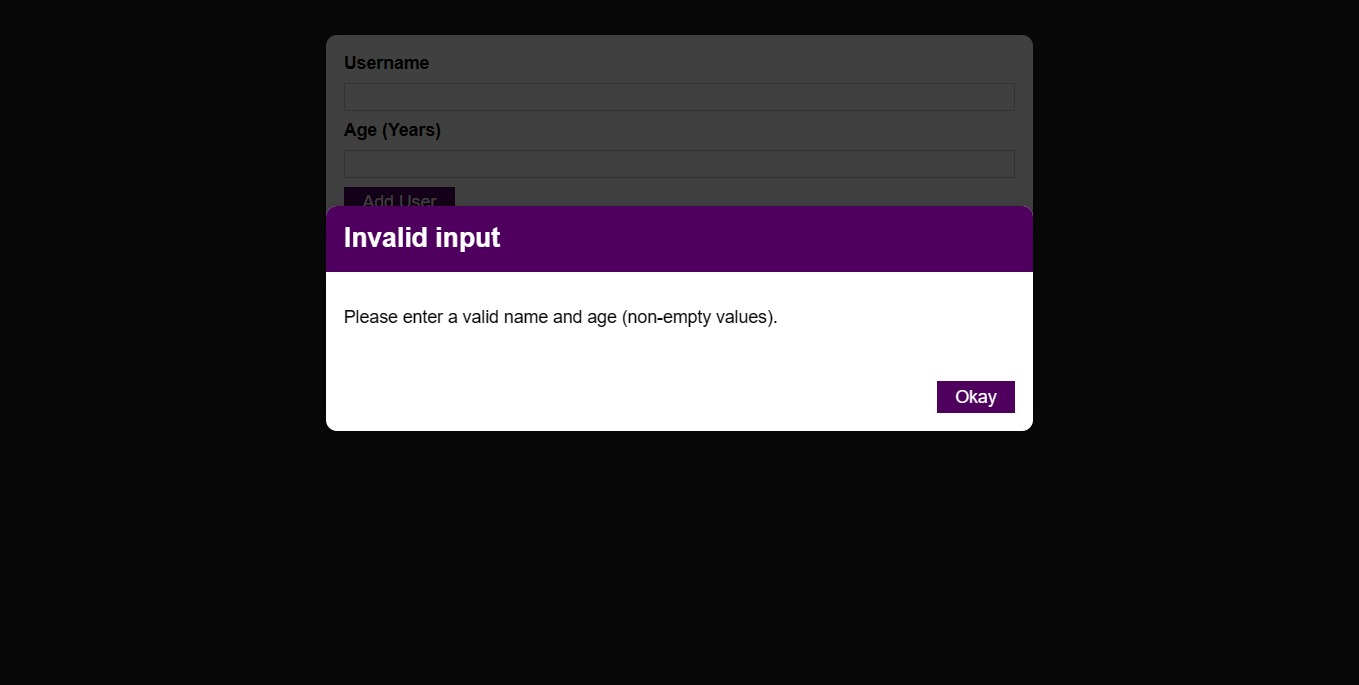 Username
Age (Years)
Add User
Invalid input
Please enter a valid name and age (non-empty values).
Okay